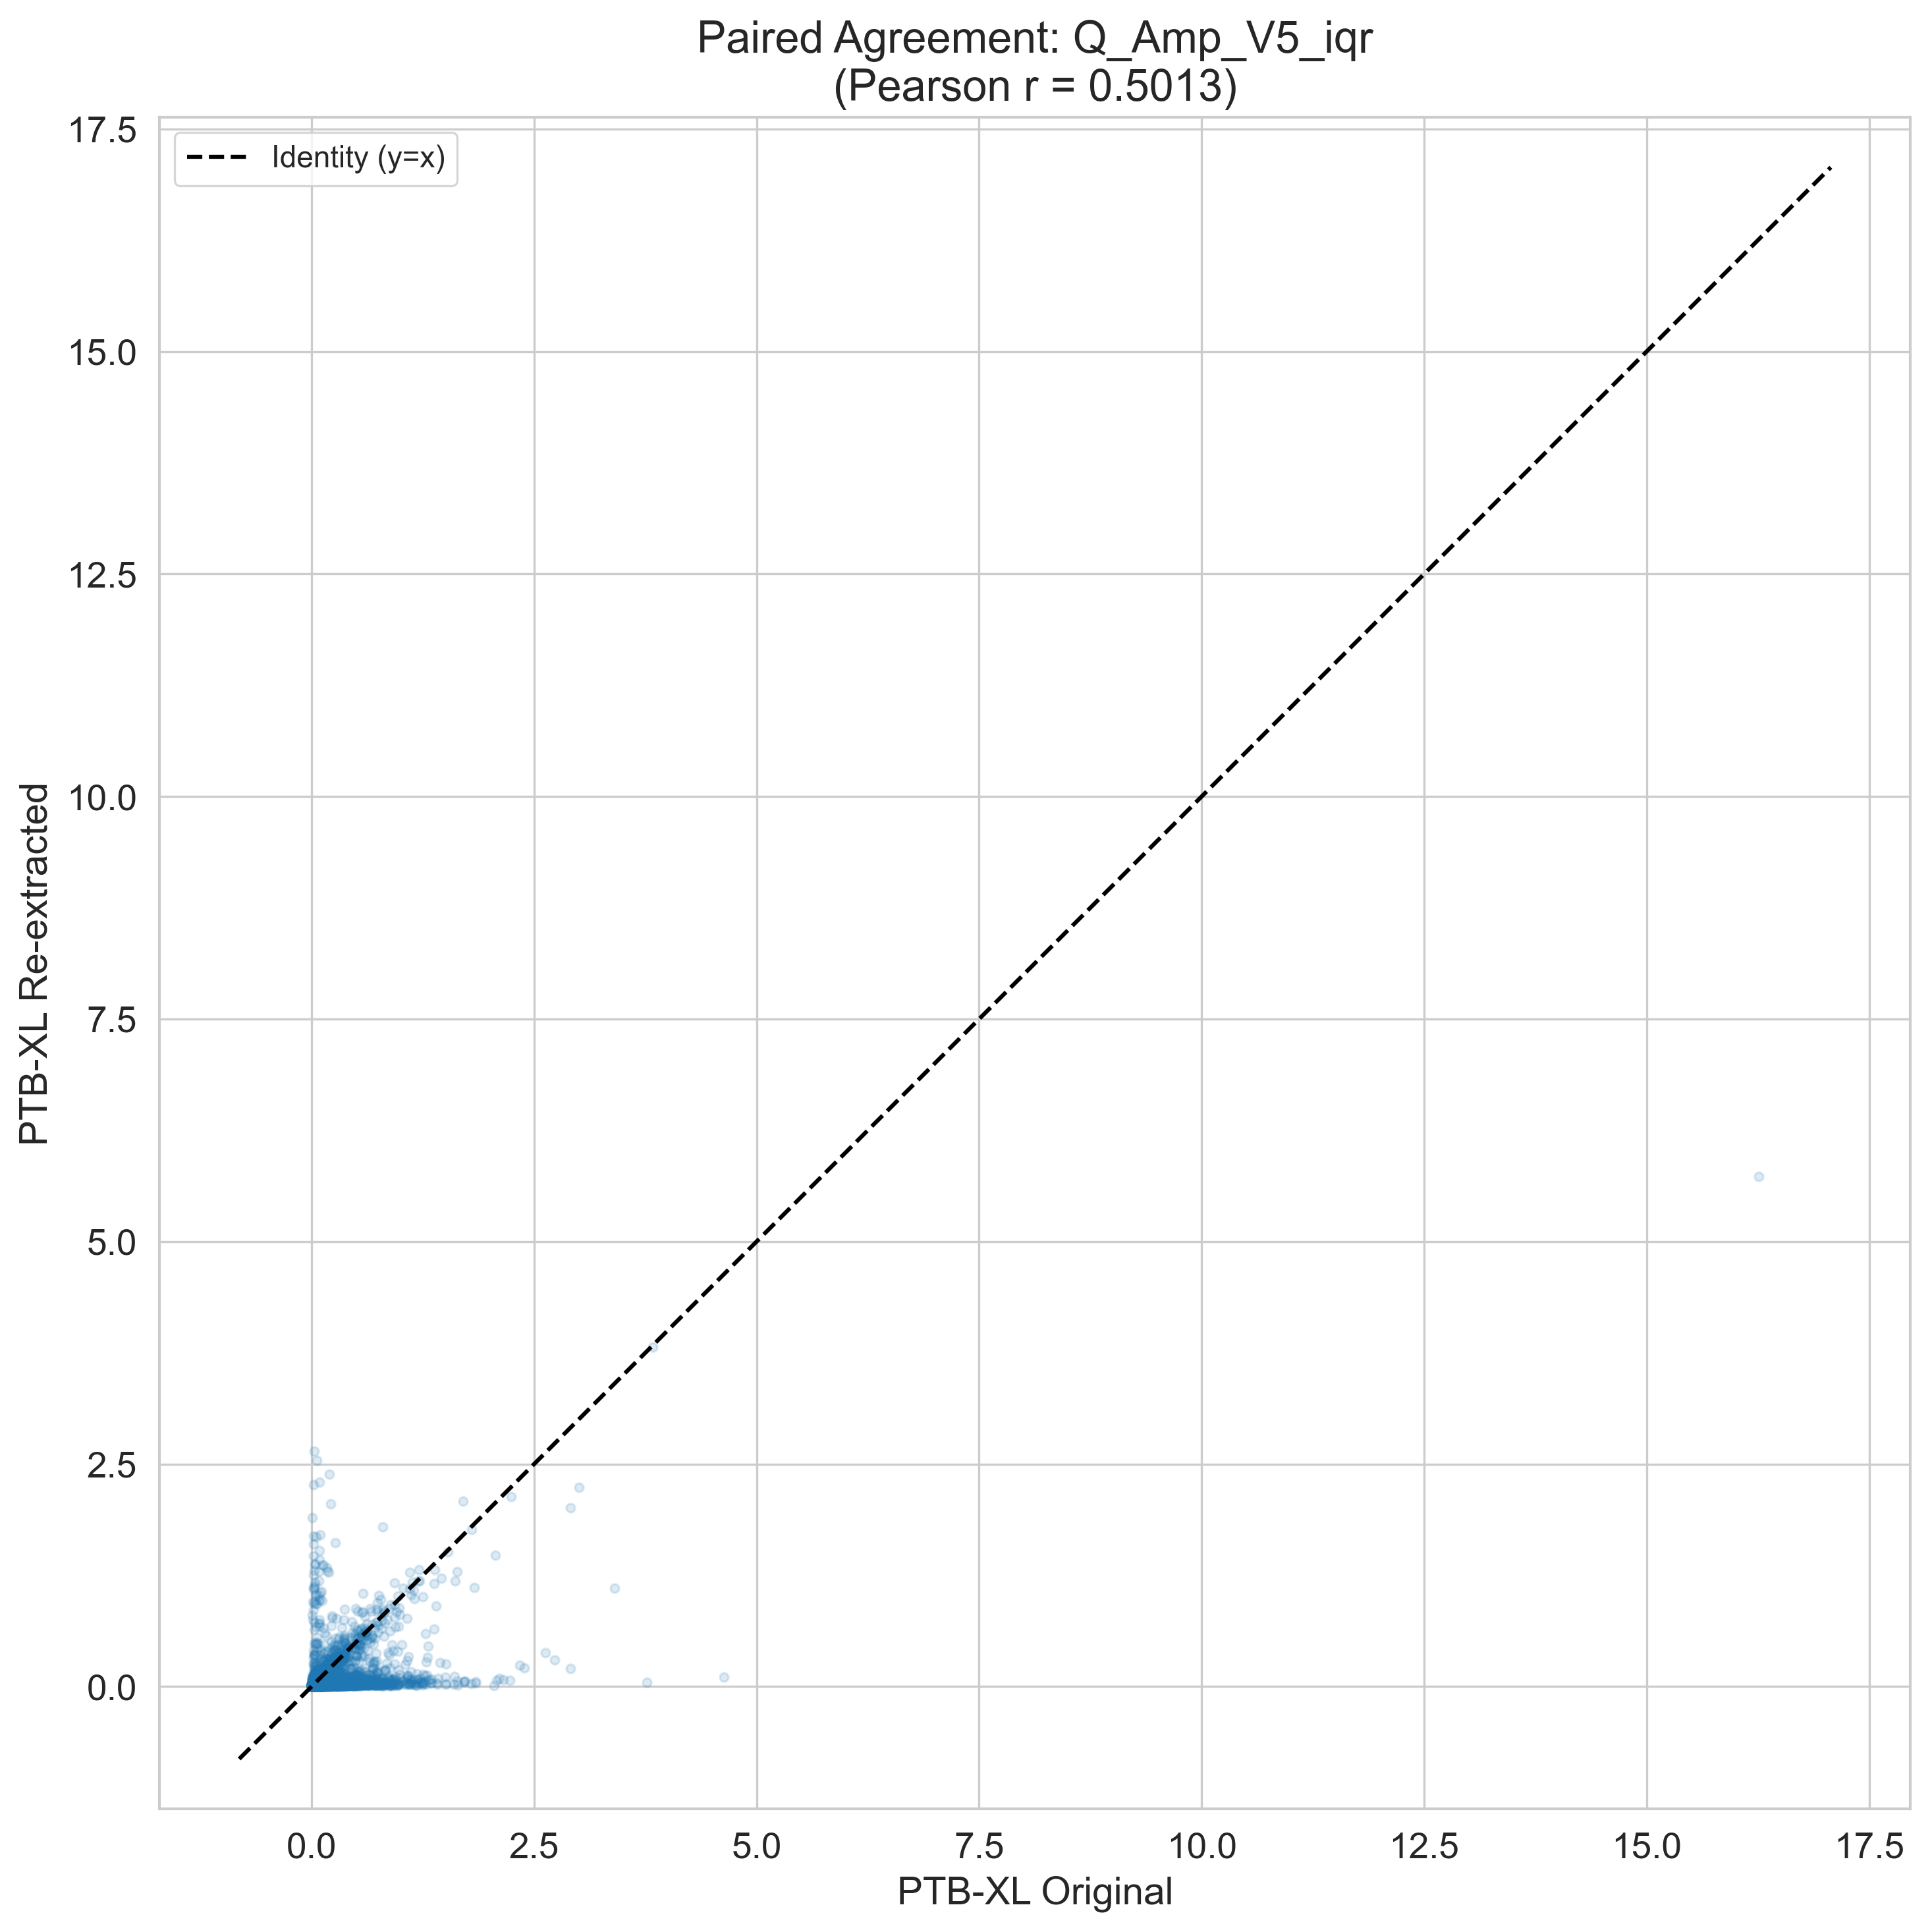 Paired Agreement: Q_Amp_V5_iqr
(Pearson r = 0.5013)
Identity (y=x)
17.5
15.0
12.5
10.0
7.5
5.0
2.5
0.0
PTB-XL Re-extracted
0.0 2.5 5.0 7.5 10.0 12.5 15.0 17.5
PTB-XL Original